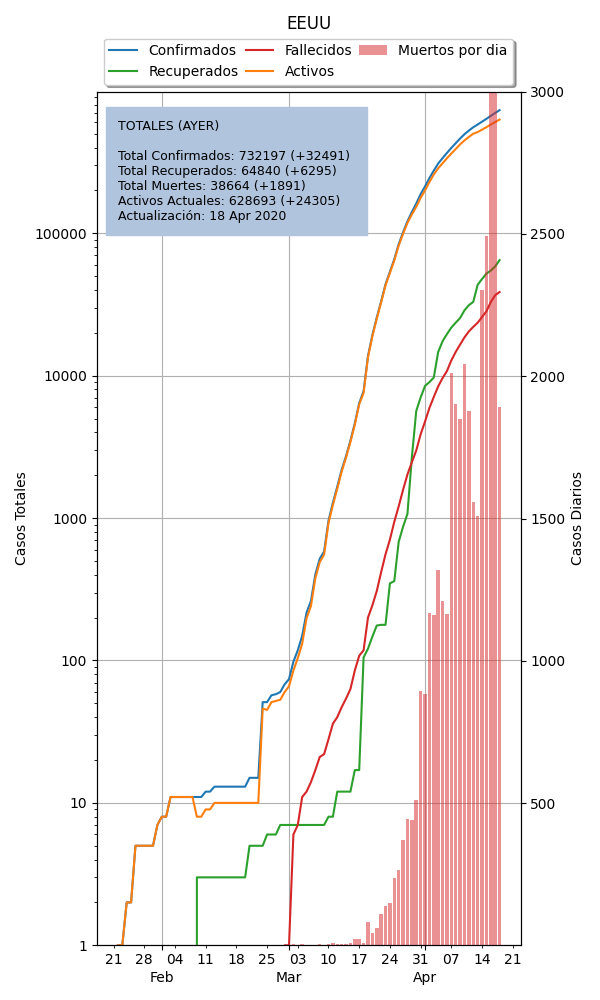 EEUU
Confirmados
Recuperados
Fallecidos
Activos
Muertos por dia
TOTALES (AYER)
Total Confirmados: 732197 (+32491)
Total Recuperados: 64840 (+6295)
Total Muertes: 38664 (+1891)
Activos Actuales: 628693 (+24305)
Actualización: 18 Apr 2020
Casos Totales
100000
10000
1000
100
10
1
Casos Diarios
3000
2500
2000
1500
1000
500
21 28 04 11 18 25 03 10 17 24 31 07 14 21
Feb Mar Apr